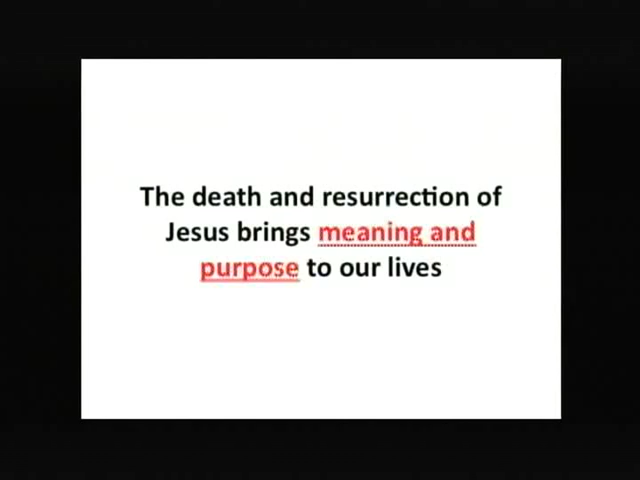 The death and resurrection of
Jesus brings meaning and
purpose to our lives